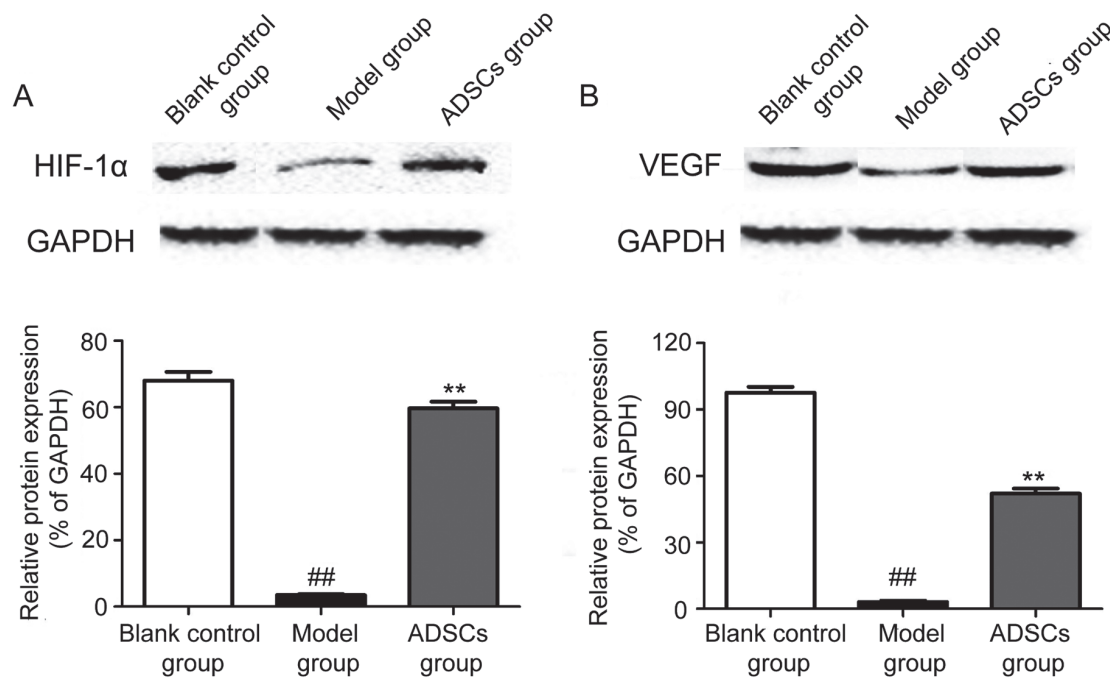 A
Blank control
group
Model group
ADSCs group
HIF-1α
GAPDH
Relative protein expression
(% of GAPDH)
80
60
40
20
0
##
**
Blank control
group
Model
group
ADSCs
group
B
Blank control
group
Model group
ADSCs group
VEGF
GAPDH
Relative protein expression
(% of GAPDH)
120
90
60
30
0
##
**
Blank control
group
Model
group
ADSCs
group